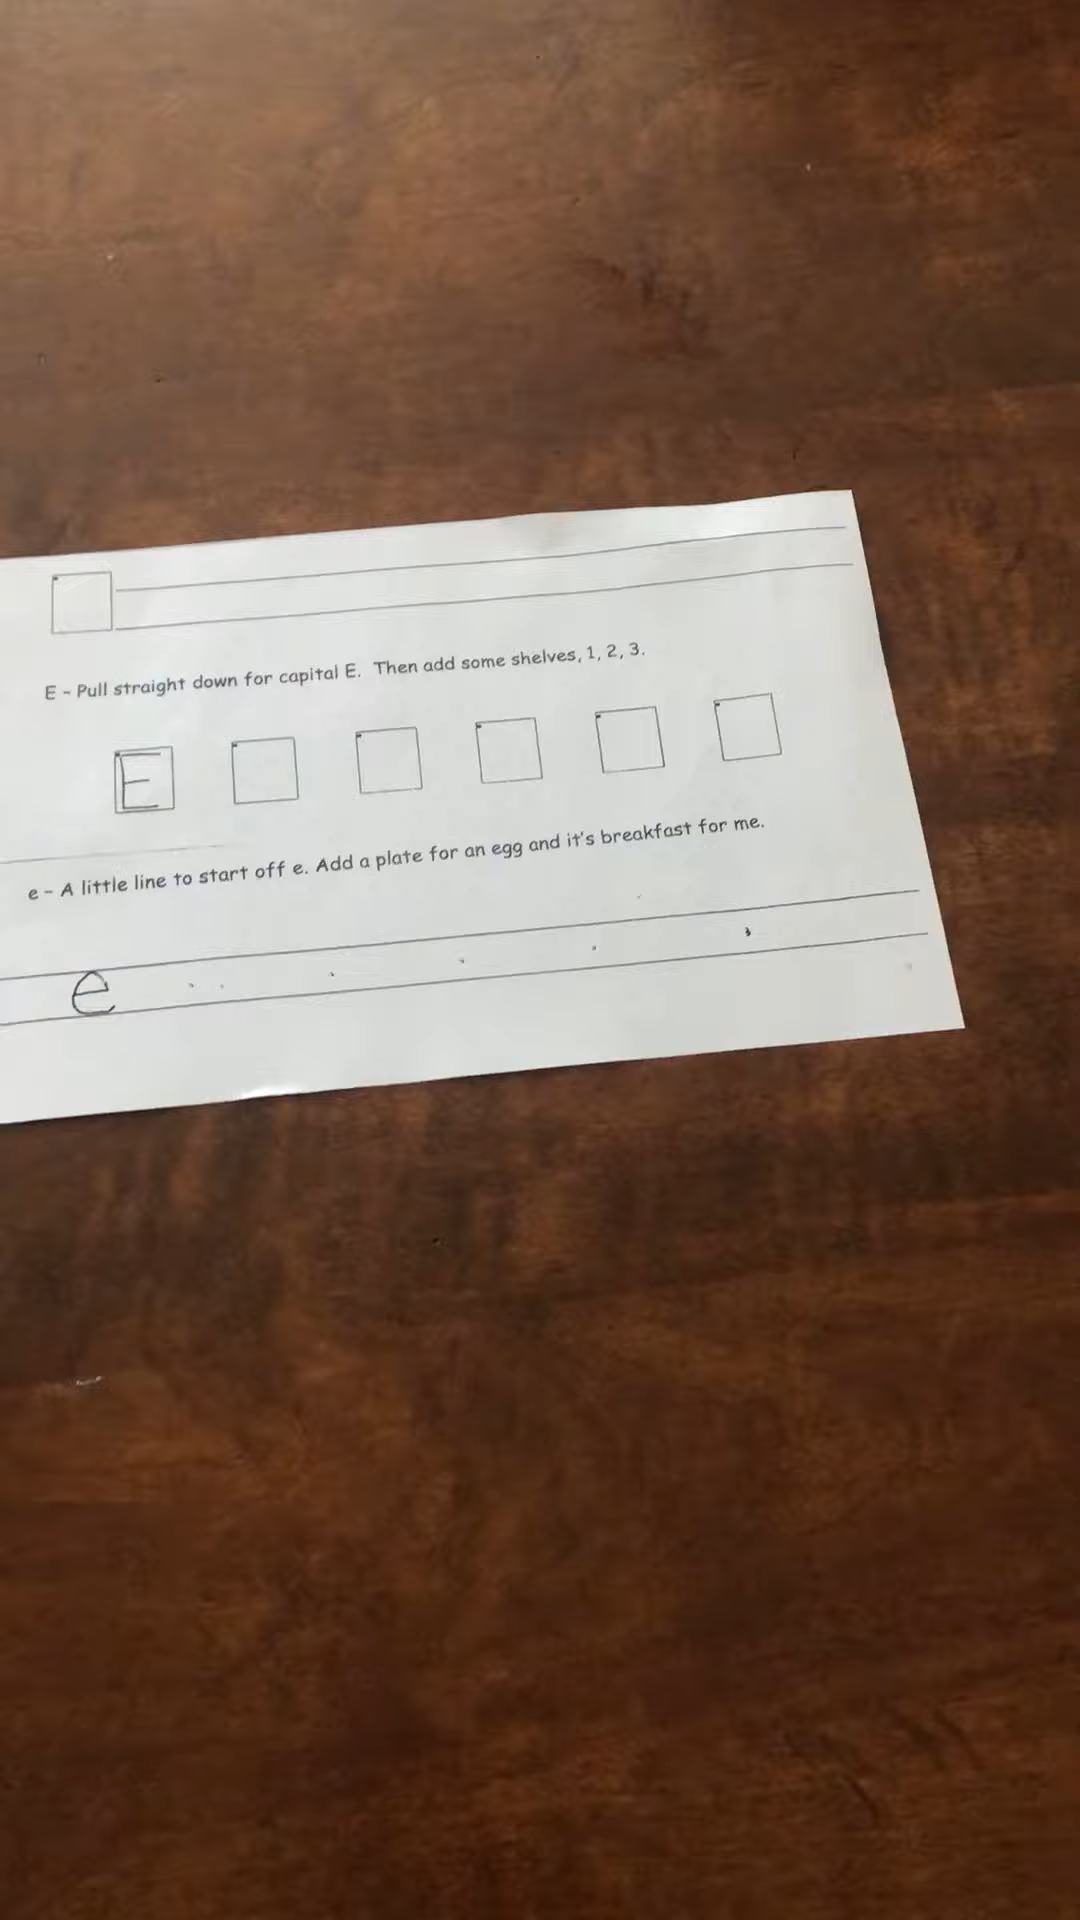 E - Pull straight down for capital E. Then add some shelves, 1, 2, 3.
E
e - A little line to start off e. Add a plate for an egg and it's breakfast for me.
e